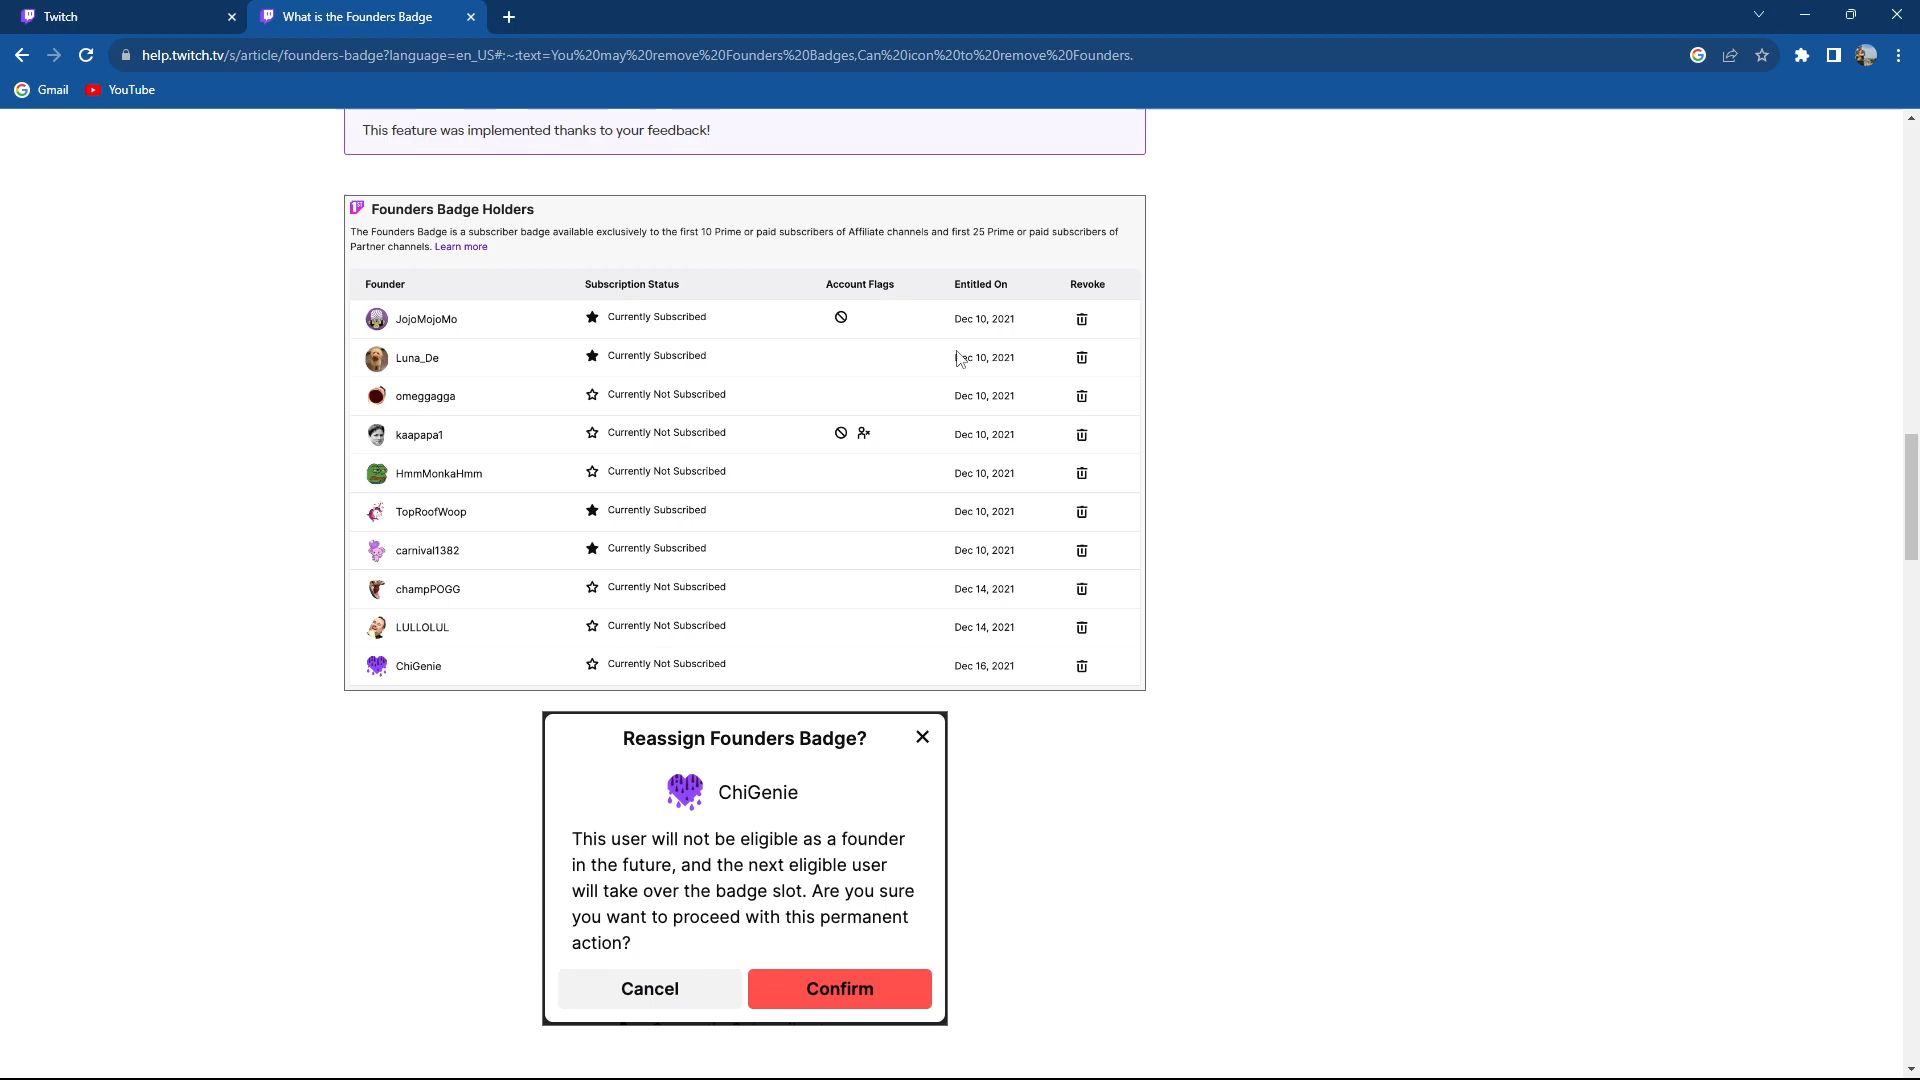 Twitch
What is the Founders Badge
help.twitch.tv/s/article/founders-badge?language=en_US#:~:text=You%20may%20remove%20Founders%20Badges,Can%20icon%20to%20remove%20Founders.
Gmail YouTube
This feature was implemented thanks to your feedback!
Founders Badge Holders
The Founders Badge is a subscriber badge available exclusively to the first 10 Prime or paid subscribers of Affiliate channels and first 25 Prime or paid subscribers of
Partner channels. Learn more
Founder Subscription Status Account Flags Entitled On Revoke
JojoMojoMo Currently Subscribed Dec 10, 2021
Luna_De Currently Subscribed Dec 10, 2021
omeggagga Currently Not Subscribed Dec 10, 2021
kaapapa1 Currently Not Subscribed Dec 10, 2021
HmmMonkaHmm Currently Not Subscribed Dec 10, 2021
TopRoofWoop Currently Subscribed Dec 10, 2021
carnival1382 Currently Subscribed Dec 10, 2021
champPOGG Currently Not Subscribed Dec 14, 2021
LULLOLUL Currently Not Subscribed Dec 14, 2021
ChiGenie Currently Not Subscribed Dec 16, 2021
Reassign Founders Badge?
ChiGenie
This user will not be eligible as a founder
in the future, and the next eligible user
will take over the badge slot. Are you sure
you want to proceed with this permanent
action?
Cancel Confirm